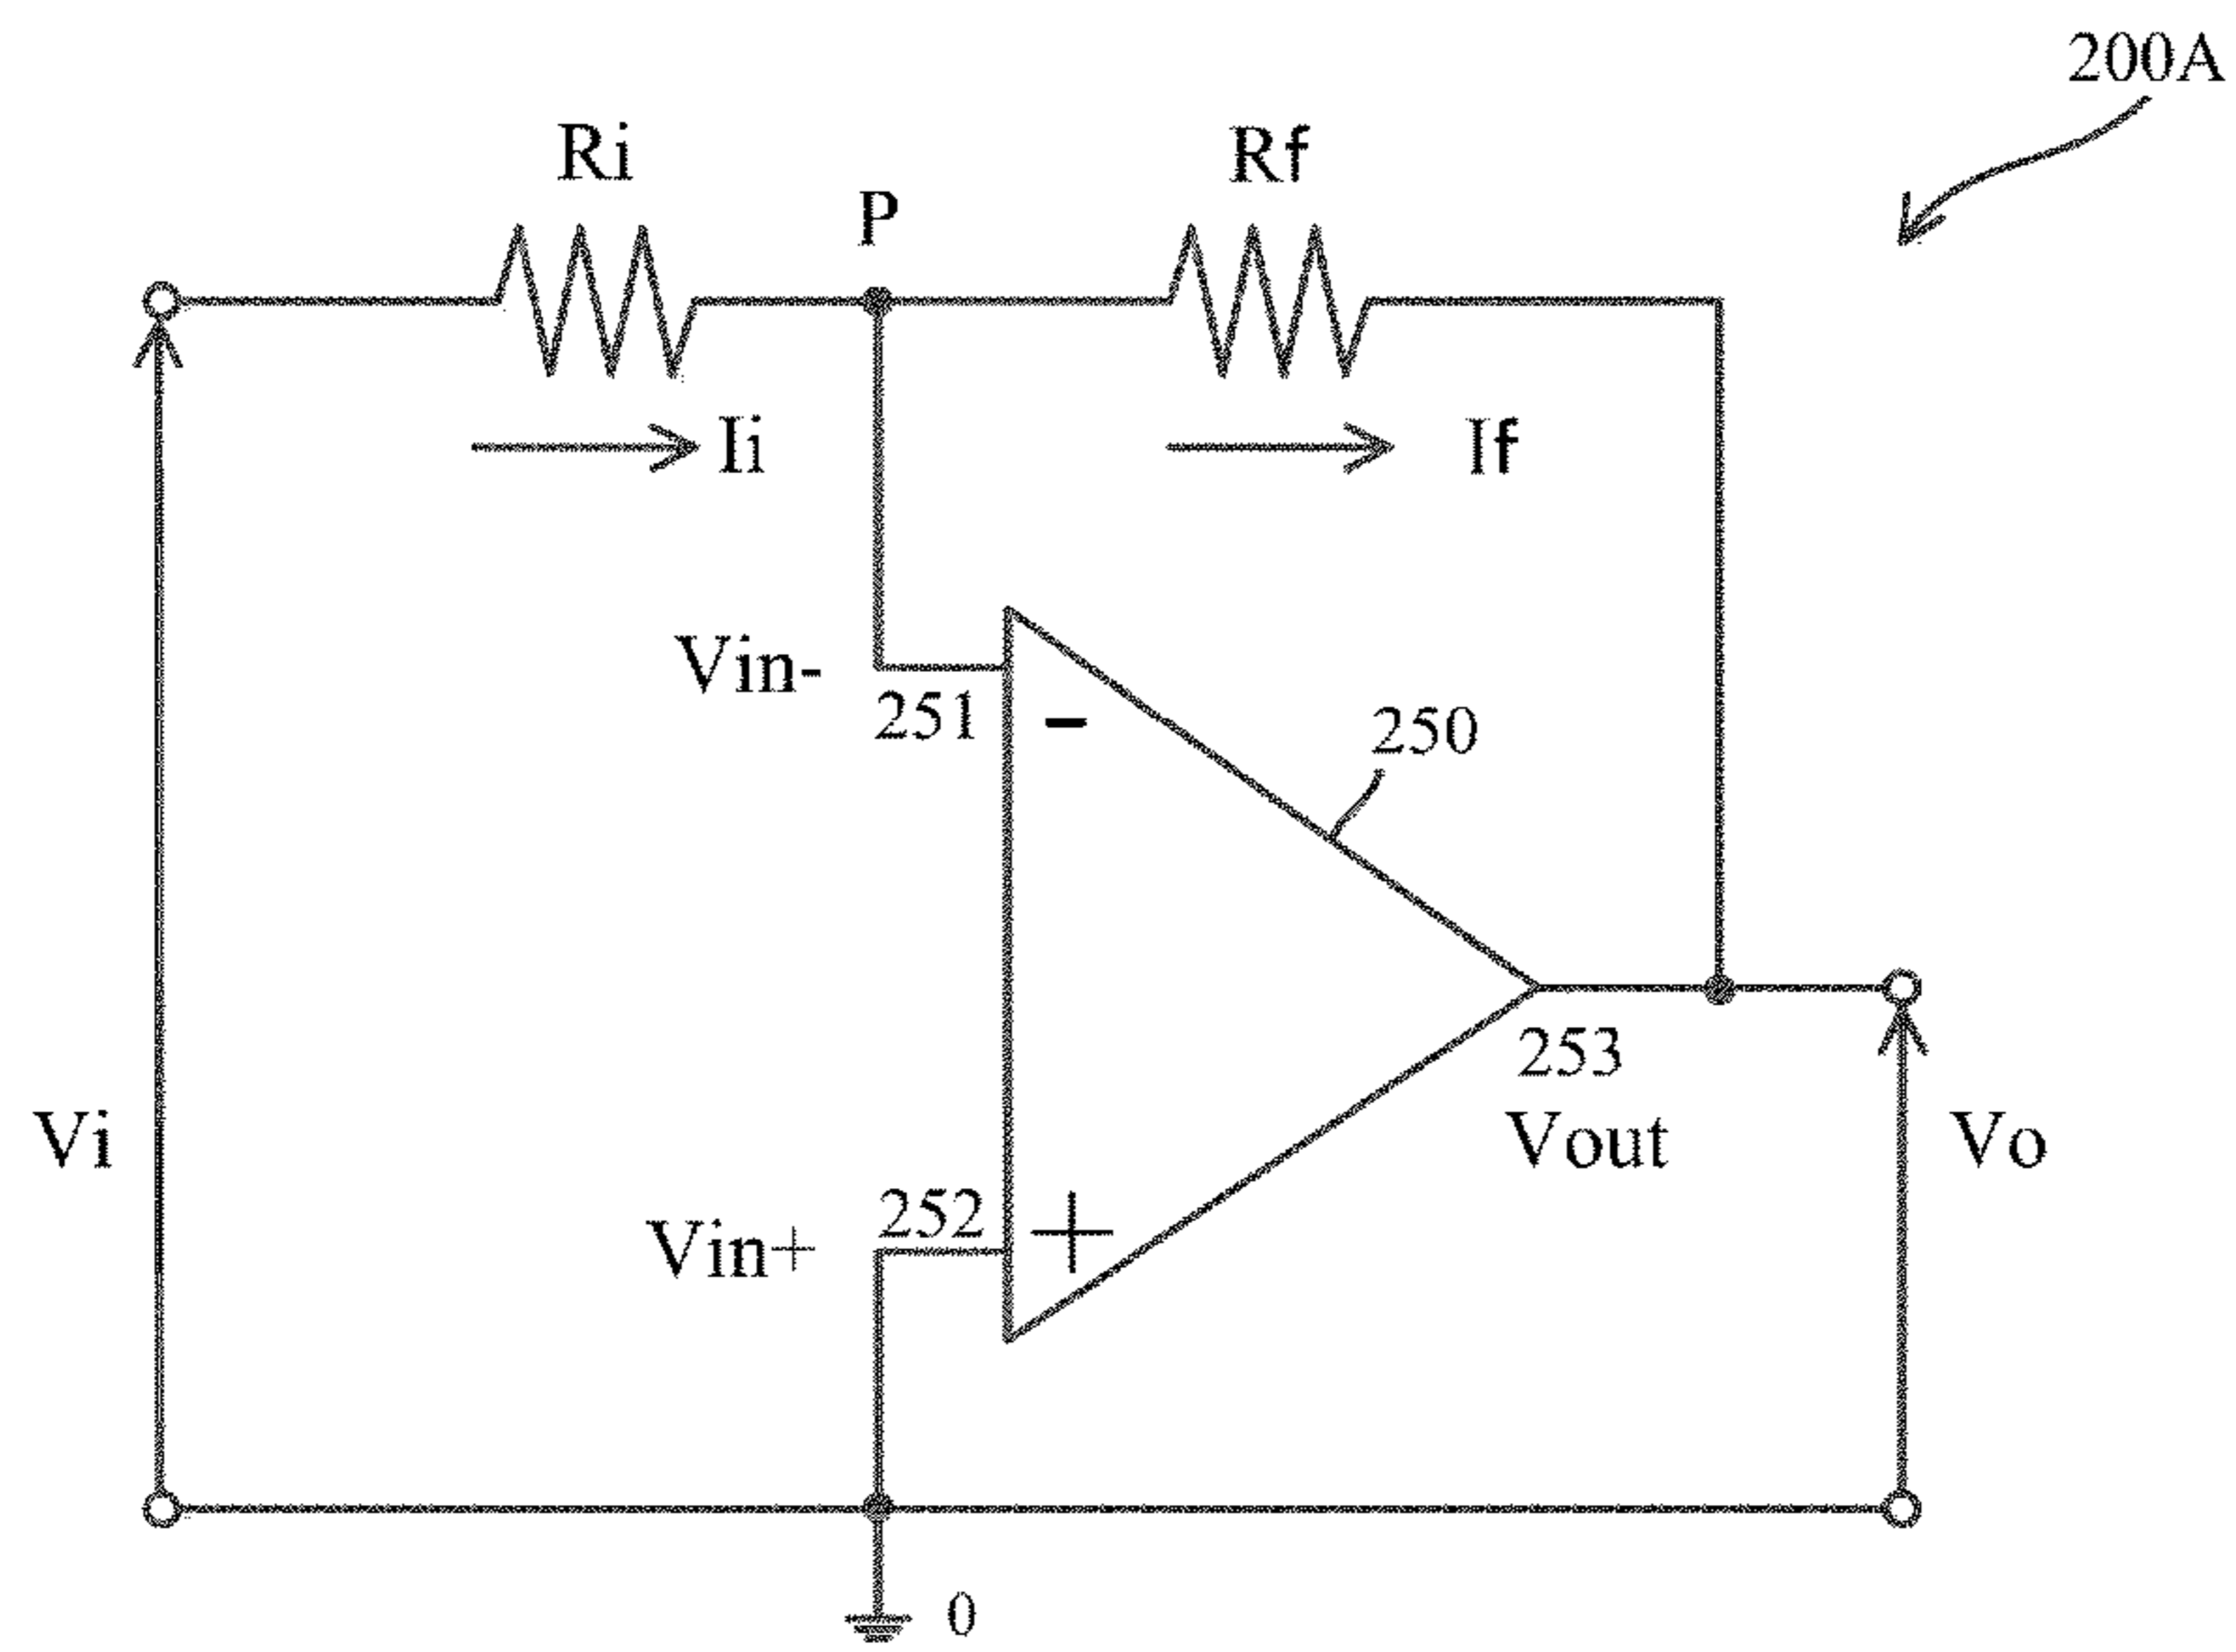 200A
Ri
P
Rf
Ii
If
Vin-
251
-
250
253
Vi
Vout
Vo
252
Vin+
+
0